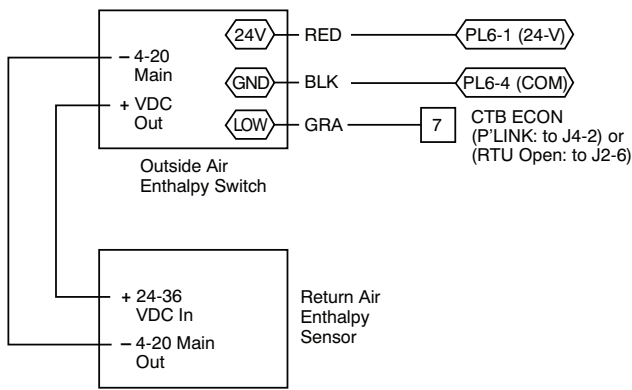 24V RED PL6-1 (24-V)
– 4-20
Main
GND BLK PL6-4 (COM)
+ VDC
Out
LOW GRA 7 CTB ECON
(P'LINK: to J4-2) or
(RTU Open: to J2-6)
Outside Air
Enthalpy Switch
+ 24-36
VDC In
– 4-20 Main
Out
Return Air
Enthalpy
Sensor